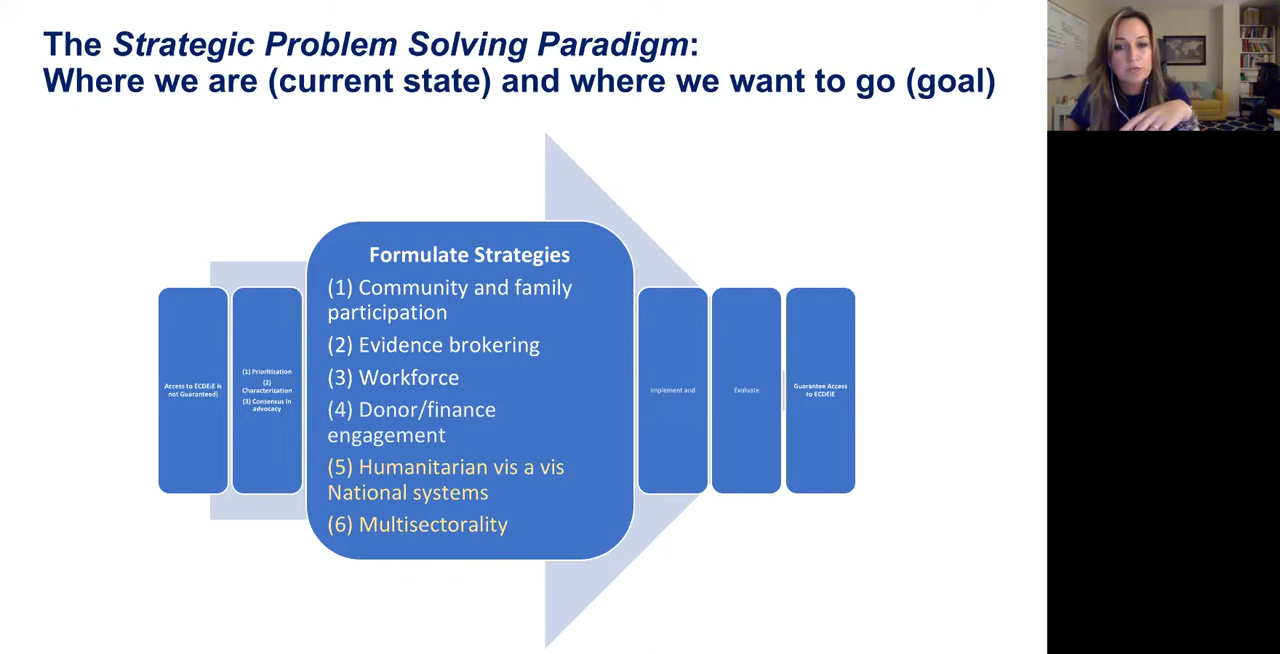 The Strategic Problem Solving Paradigm:
Where we are (current state) and where we want to go (goal)
Access to ECDEiE is
not Guaranteed)
(1) Prioritization
(2)
Characterization
(3) Consensus in
advocacy
Formulate Strategies
(1) Community and family
participation
(2) Evidence brokering
(3) Workforce
(4) Donor/finance
engagement
(5) Humanitarian vis a vis
National systems
(6) Multisectorality
Implement and
Evaluate
Guarantee Access
to ECDEiE